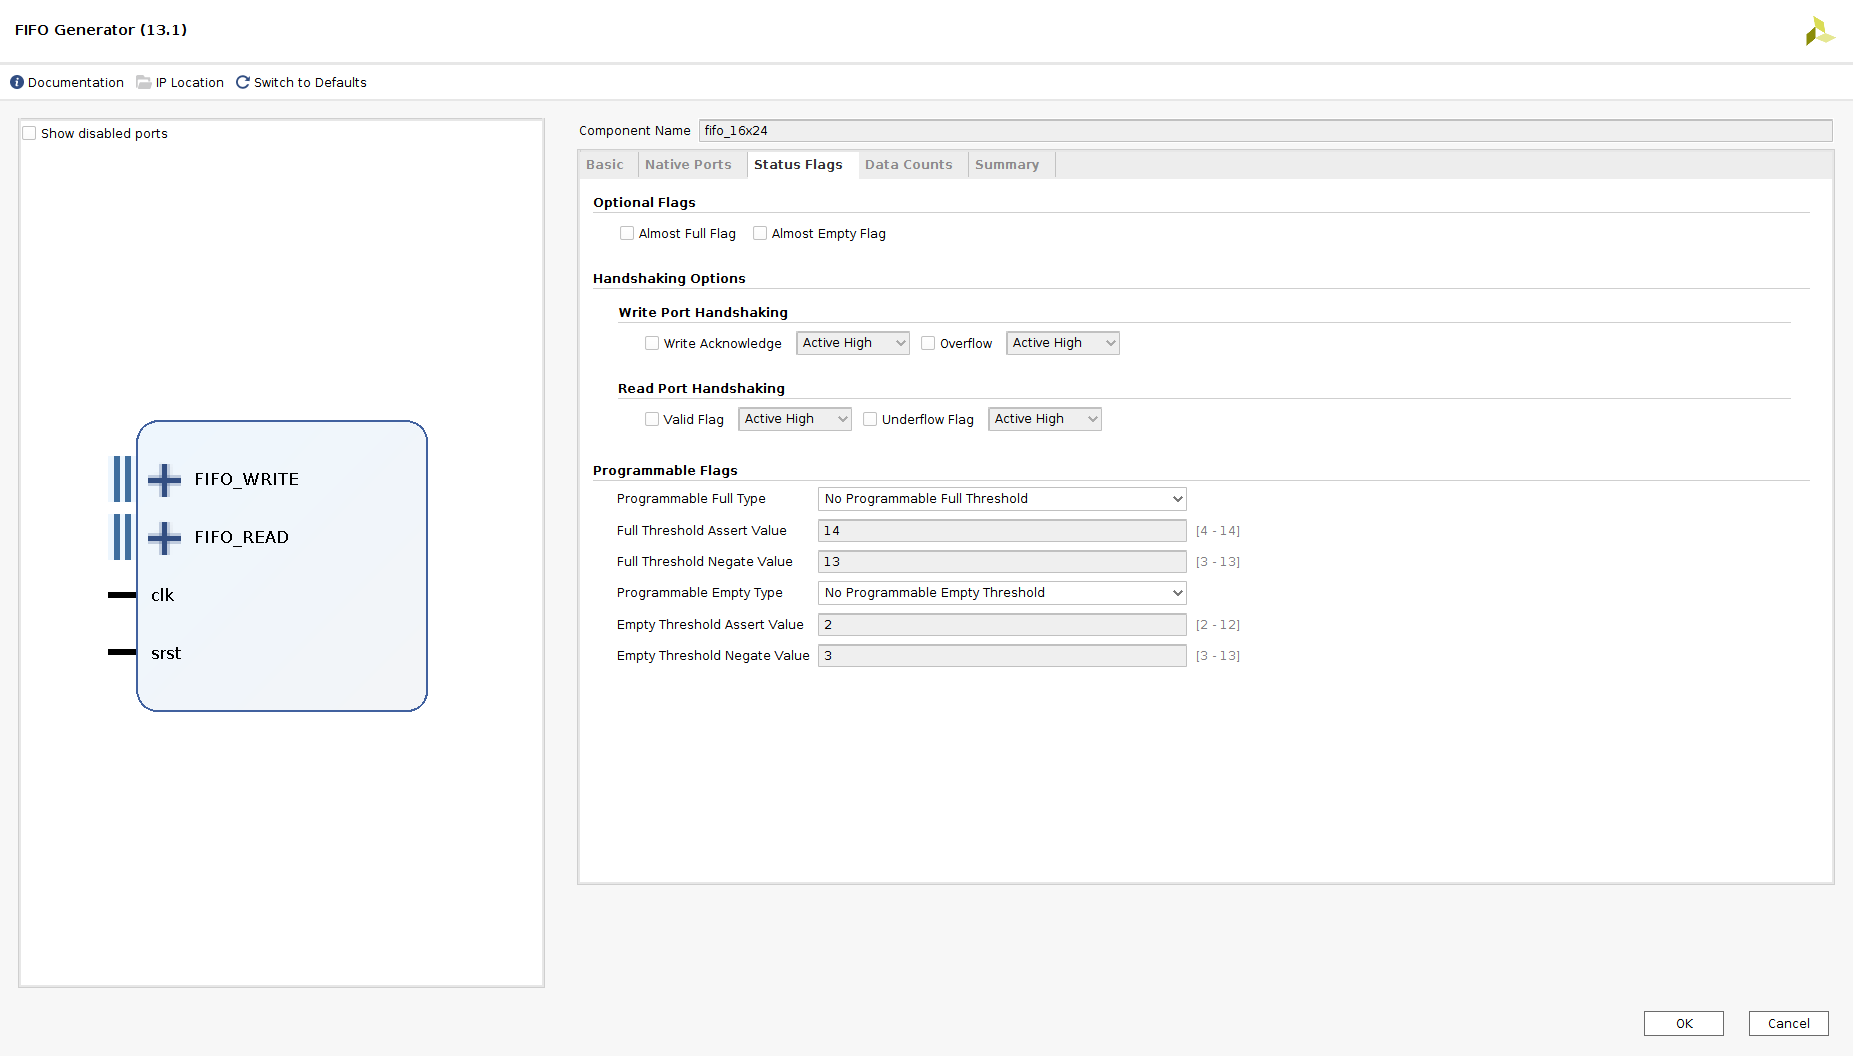 FIFO Generator (13.1)
Documentation IP Location Switch to Defaults
Show disabled ports
FIFO_WRITE
FIFO_READ
clk
srst
Component Name fifo_16x24
Basic Native Ports Status Flags Data Counts Summary
Optional Flags
Almost Full Flag Almost Empty Flag
Handshaking Options
Write Port Handshaking
Write Acknowledge Active High Overflow Active High
Read Port Handshaking
Valid Flag Active High Underflow Flag Active High
Programmable Flags
Programmable Full Type No Programmable Full Threshold
Full Threshold Assert Value 14 [4 - 14]
Full Threshold Negate Value 13 [3 - 13]
Programmable Empty Type No Programmable Empty Threshold
Empty Threshold Assert Value 2 [2 - 12]
Empty Threshold Negate Value 3 [3 - 13]
OK Cancel